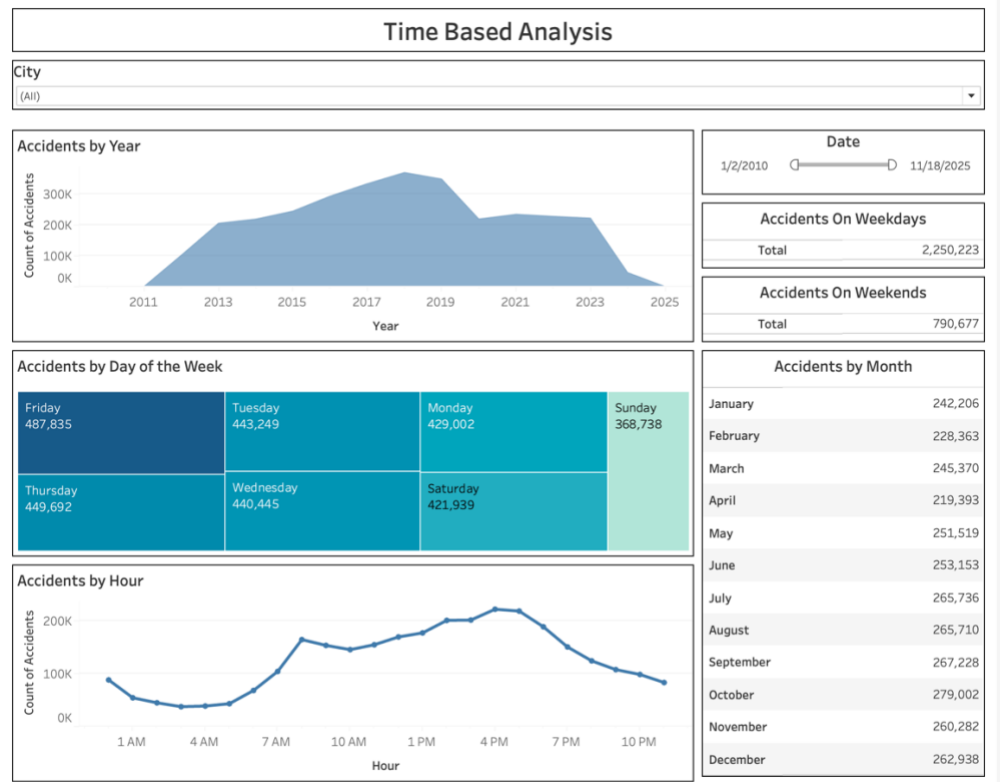 Time Based Analysis
City
(All)
Accidents by Year
Count of Accidents
300K
200K
100K
0K
2011 2013 2015 2017 2019 2021 2023 2025
Year
Date
1/2/2010 11/18/2025
Accidents On Weekdays
Total 2,250,223
Accidents On Weekends
Total 790,677
Accidents by Day of the Week
Friday
487,835
Thursday
449,692
Tuesday
443,249
Wednesday
440,445
Monday
429,002
Saturday
421,939
Sunday
368,738
Accidents by Month
January 242,206
February 228,363
March 245,370
April 219,393
May 251,519
June 253,153
July 265,736
August 265,710
September 267,228
October 279,002
November 260,282
December 262,938
Accidents by Hour
Count of Accidents
200K
100K
0K
1 AM 4 AM 7 AM 10 AM 1 PM 4 PM 7 PM 10 PM
Hour